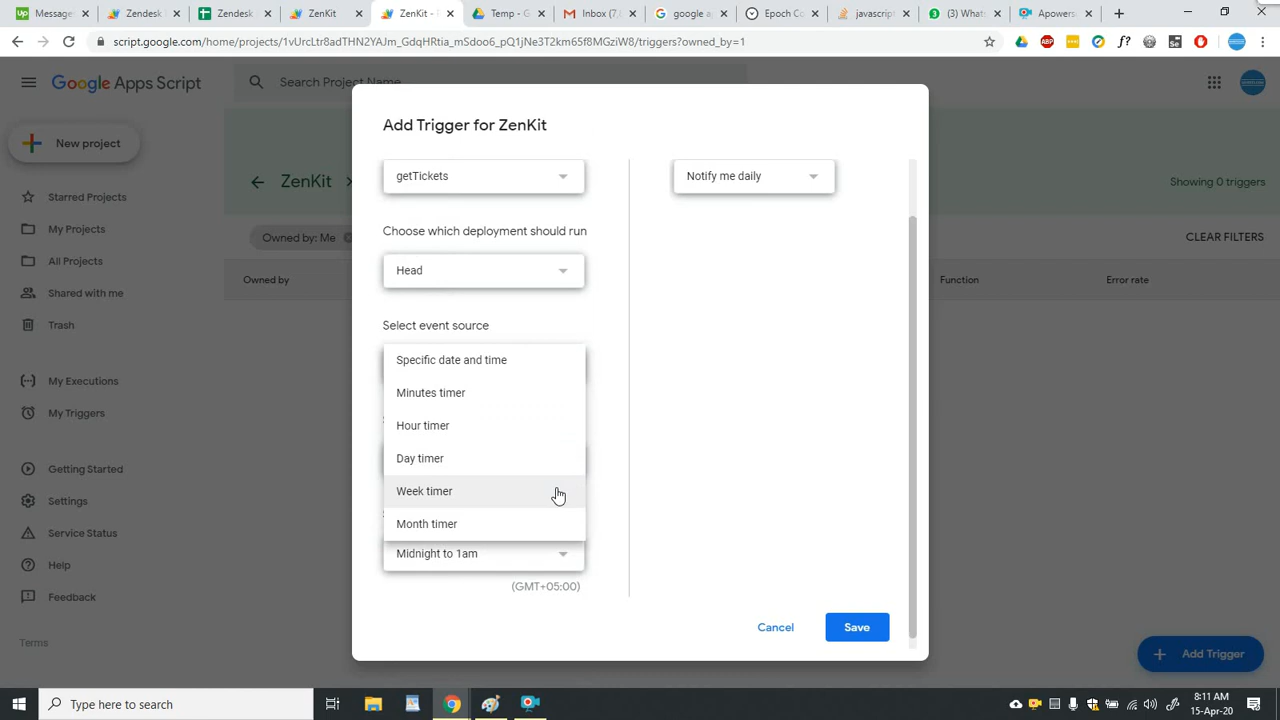 Up
Message
Zendesk
Zendesk
ZenKit
ZenKit -
Temp - G
Inbox (7,
google a
Epoch Co
javascrip
(3) (Whats
Apowers
script.google.com/home/projects/1vUrcLtr8adTHN2YAJm_GdqHRtia_mSdoo6_pQ1jNe3T2km65f8MGziW8/triggers?owned_by=1
ABP
f?
Google Apps Script
Search Project Name
New project
Starred Projects
My Projects
All Projects
Shared with me
Trash
My Executions
My Triggers
Getting Started
Settings
Service Status
Help
Feedback
Terms
ZenKit
Showing 0 triggers
Owned by: Me
CLEAR FILTERS
Owned by
Function
Error rate
Add Trigger for ZenKit
getTickets
Notify me daily
Choose which deployment should run
Head
Select event source
Specific date and time
Minutes timer
Hour timer
Day timer
Week timer
Month timer
Midnight to 1am
(GMT+05:00)
Cancel
Save
Add Trigger
Type here to search
8:11 AM
15-Apr-20